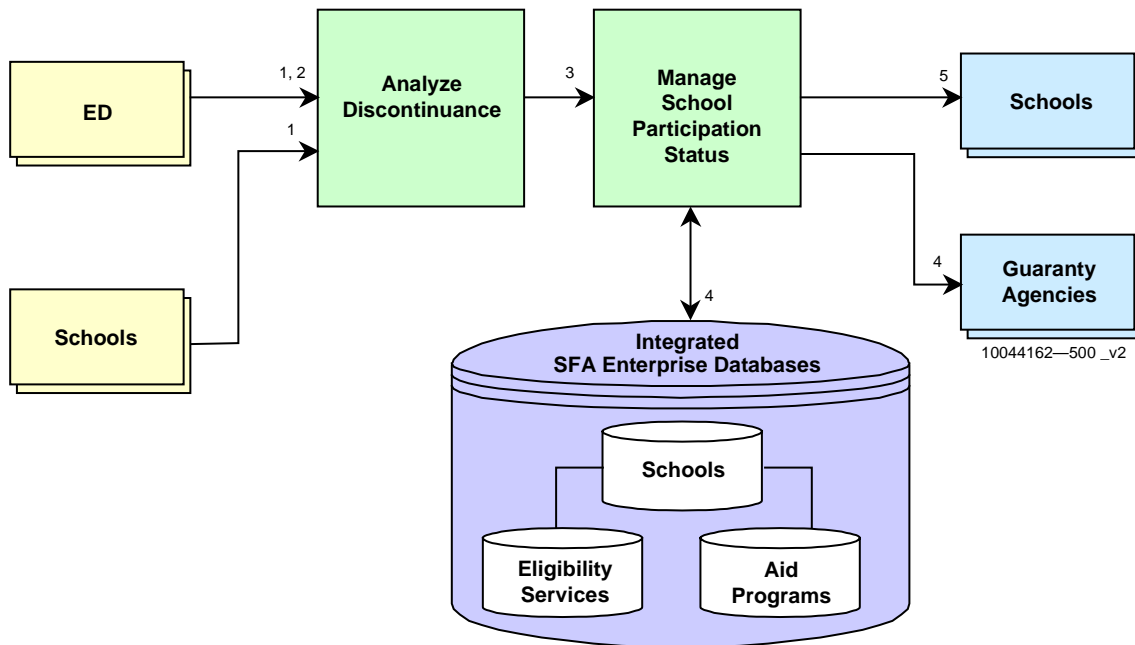 ED
1, 2
1
Schools
Analyze
Discontinuance
3
Manage
School
Participation
Status
5
Schools
4
Guaranty
Agencies
10044162—500 _v2
4
Integrated
SFA Enterprise Databases
Schools
Eligibility
Services
Aid
Programs